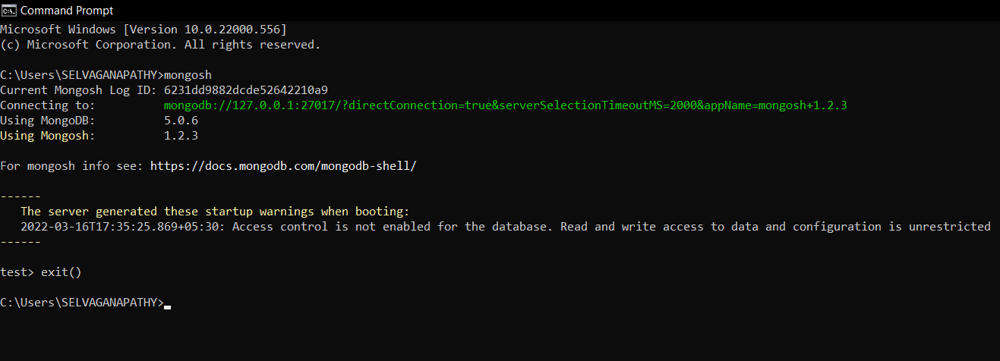 Command Prompt
Microsoft Windows [Version 10.0.22000.556]
(c) Microsoft Corporation. All rights reserved.
C:\Users\SELVAGANAPATHY>mongosh
Current Mongosh Log ID: 6231dd9882dcde52642210a9
Connecting to:          mongodb://127.0.0.1:27017/?directConnection=true&serverSelectionTimeoutMS=2000&appName=mongosh+1.2.3
Using MongoDB:          5.0.6
Using Mongosh:          1.2.3
For mongosh info see: https://docs.mongodb.com/mongodb-shell/
------
   The server generated these startup warnings when booting:
   2022-03-16T17:35:25.869+05:30: Access control is not enabled for the database. Read and write access to data and configuration is unrestricted
------
test> exit()
C:\Users\SELVAGANAPATHY>